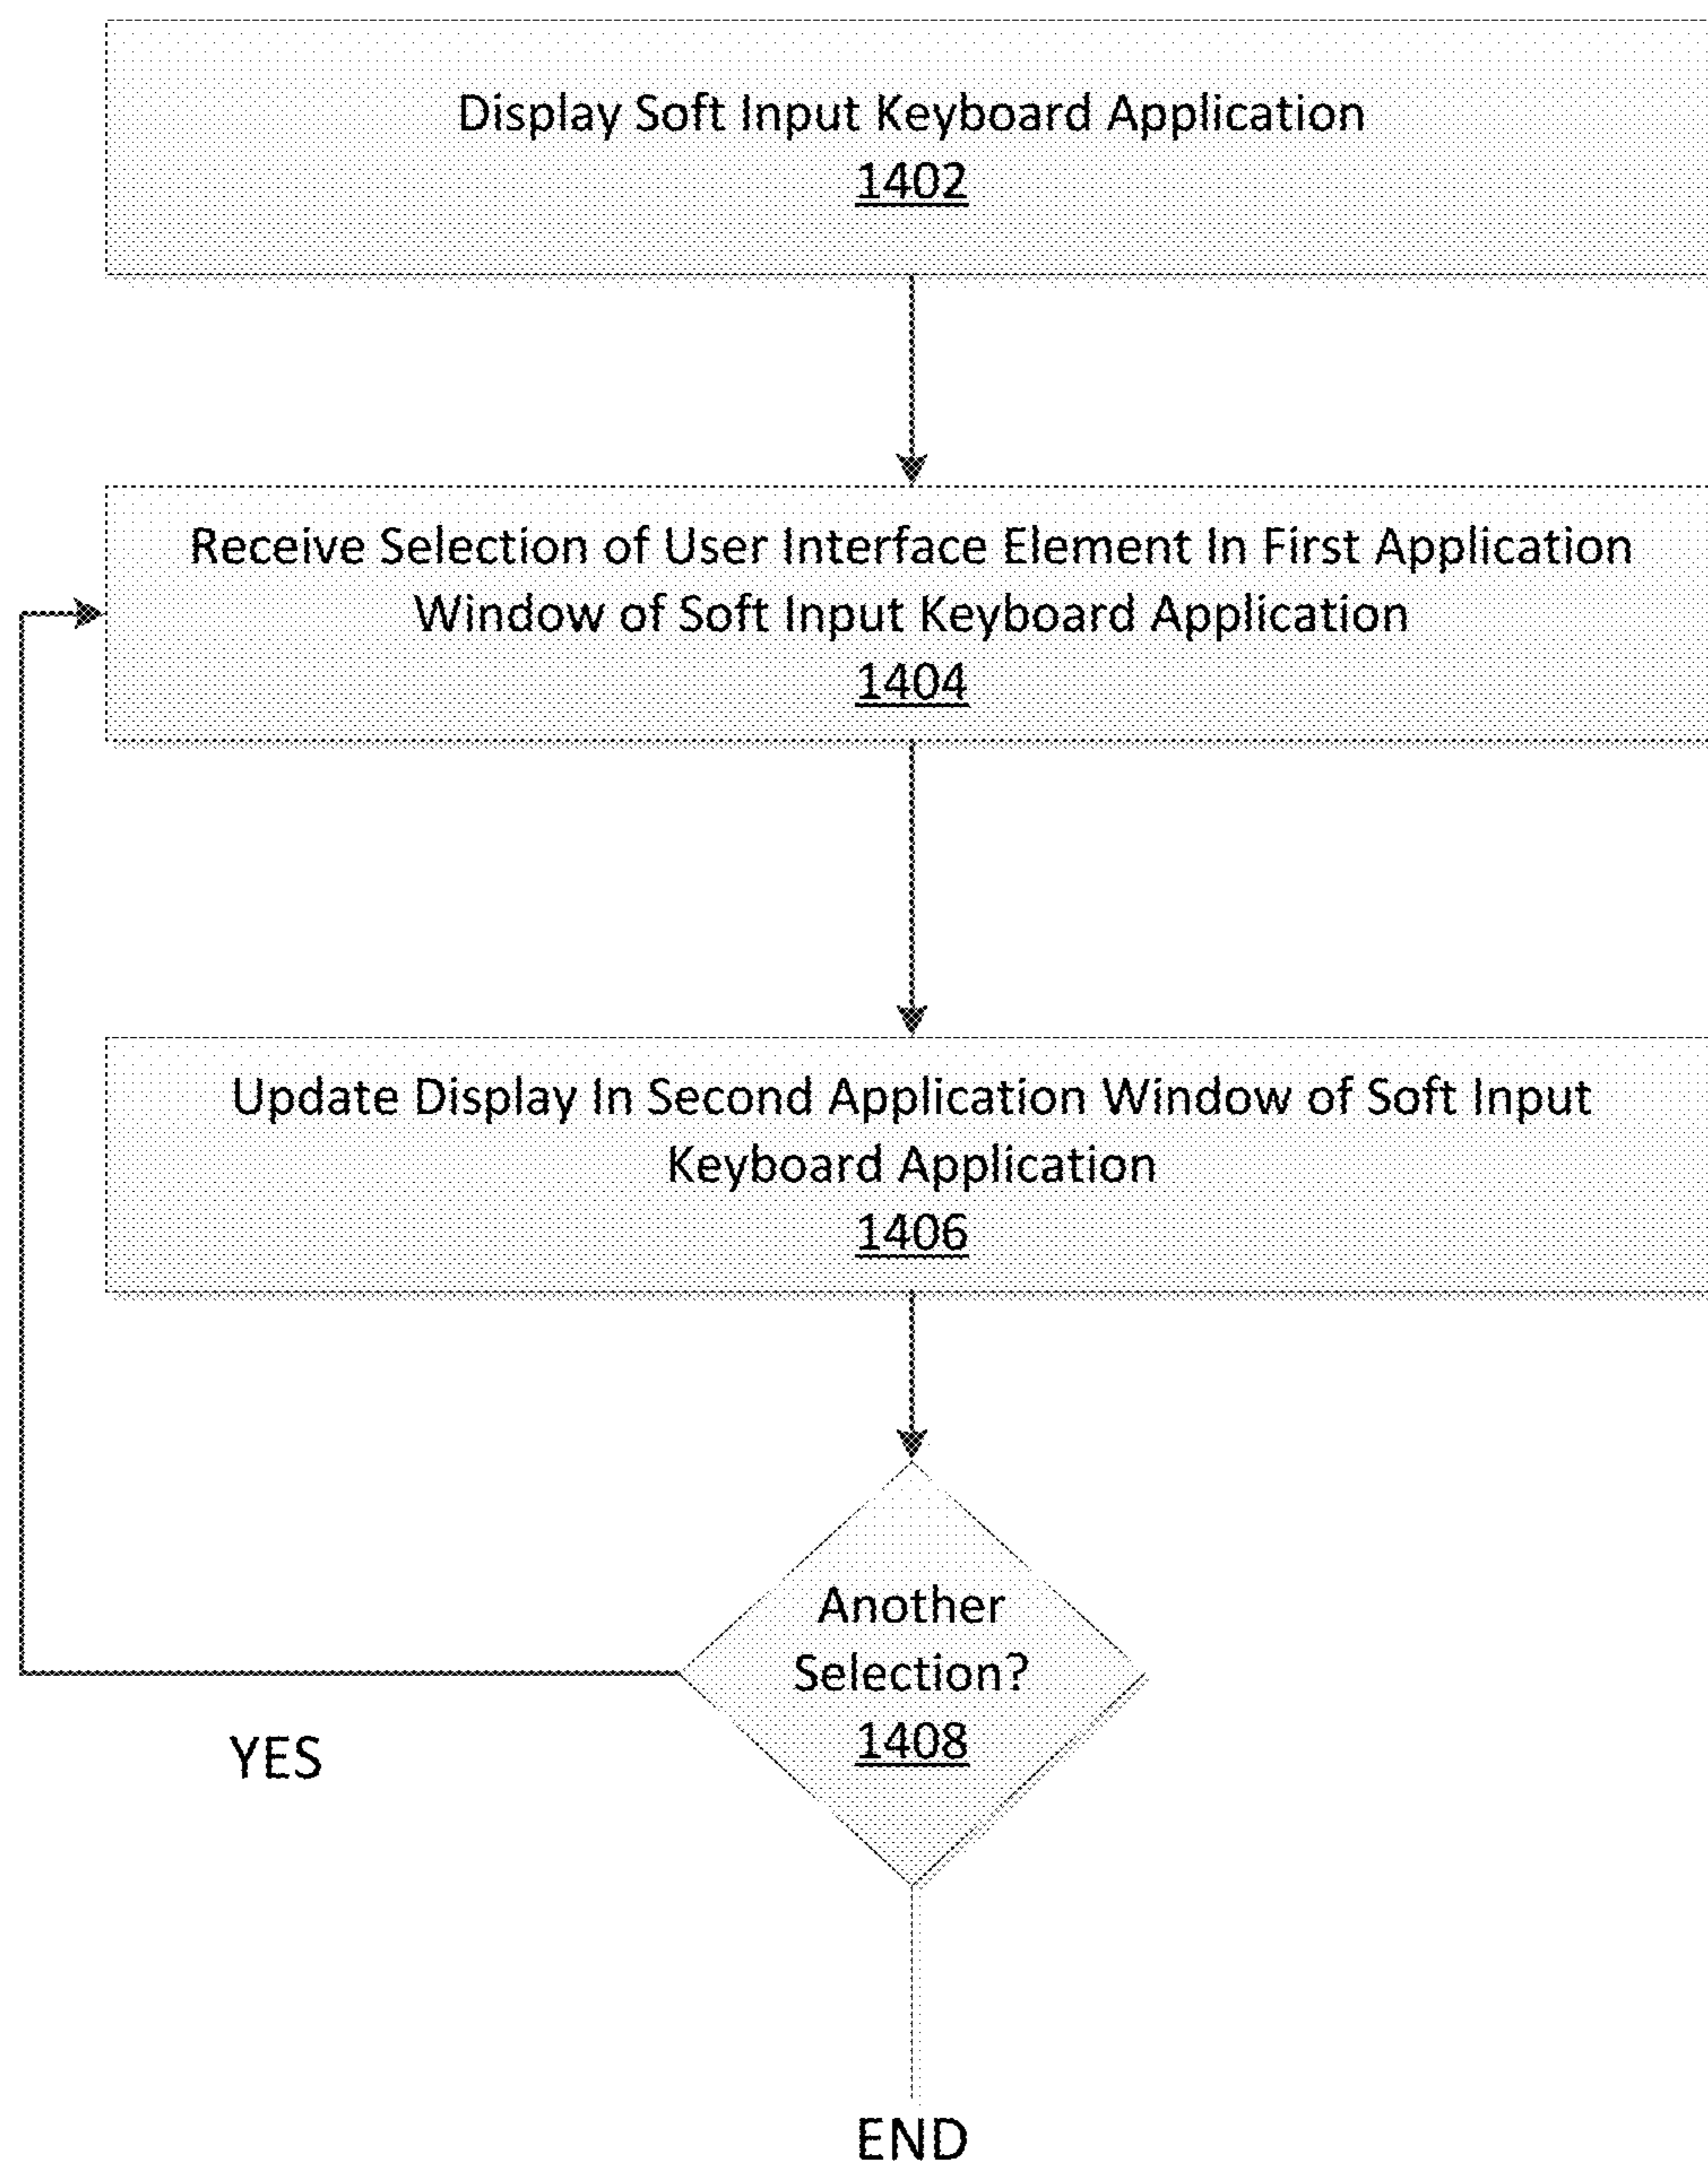 Display Soft Input Keyboard Application
1402
Receive Selection of User Interface Element In First Application
Window of Soft Input Keyboard Application
1404
Update Display In Second Application Window of Soft Input
Keyboard Application
1406
Another
Selection?
1408
YES
END